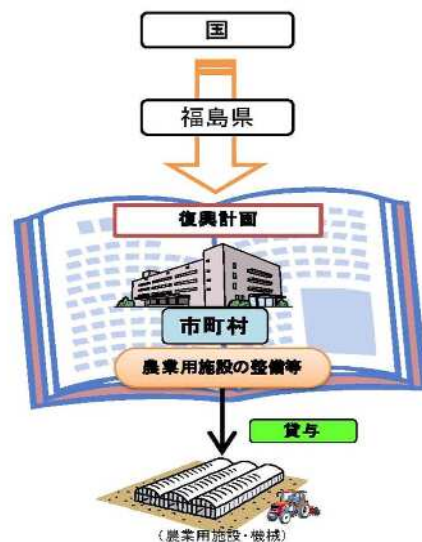 国
福島県
復興計画
市町村
農業用施設の整備等
貸与
(農業用施設・機械)